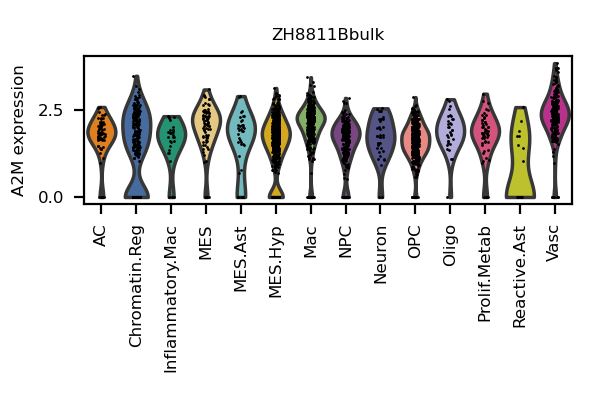 ZH8811Bbulk
A2M expression
2.5
0.0
AC
Chromatin.Reg
Inflammatory.Mac
MES
MES.Ast
MES.Hyp
Mac
NPC
Neuron
OPC
Oligo
Prolif.Metab
Reactive.Ast
Vasc